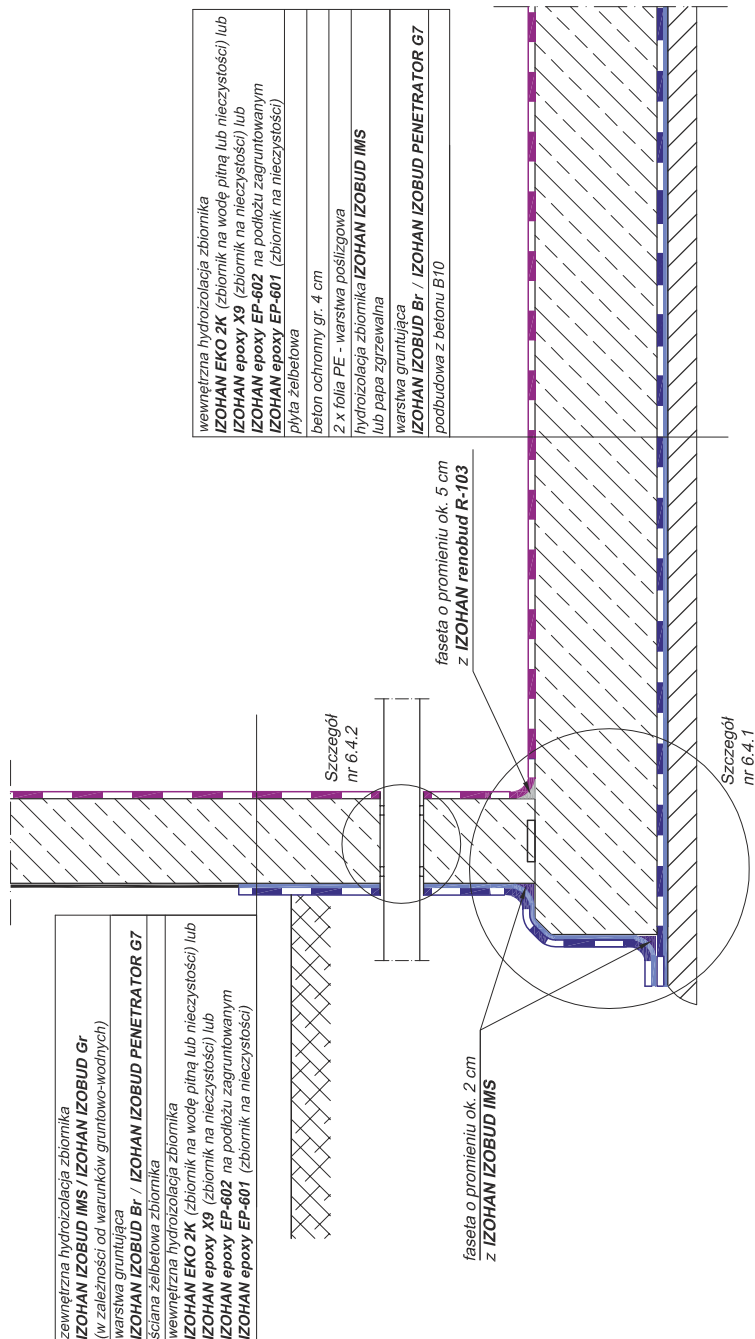 zewnętrzna hydroizolacja zbiornika
IZOHAN IZOBUD IMS / IZOHAN IZOBUD Gr
(w zależności od warunków gruntowo-wodnych)
warstwa gruntująca
IZOHAN IZOBUD Br / IZOHAN IZOBUD PENETRATOR G7
ściana żelbetowa zbiornika
wewnętrzna hydroizolacja zbiornika
IZOHAN EKO 2K (zbiornik na wodę pitną lub nieczystości) lub
IZOHAN epoxy X9 (zbiornik na nieczystości) lub
IZOHAN epoxy EP-602 na podłożu zagruntowanym
IZOHAN epoxy EP-601 (zbiornik na nieczystości)
wewnętrzna hydroizolacja zbiornika
IZOHAN EKO 2K (zbiornik na wodę pitną lub nieczystości) lub
IZOHAN epoxy X9 (zbiornik na nieczystości) lub
IZOHAN epoxy EP-602 na podłożu zagruntowanym
IZOHAN epoxy EP-601 (zbiornik na nieczystości)
płyta żelbetowa
beton ochronny gr. 4 cm
2 x folia PE - warstwa poślizgowa
hydroizolacja zbiornika IZOHAN IZOBUD IMS
lub papa zgrzewalna
warstwa gruntująca
IZOHAN IZOBUD Br / IZOHAN IZOBUD PENETRATOR G7
podbudowa z betonu B10
Szczegół
nr 6.4.2
faseta o promieniu ok. 5 cm
z IZOHAN renobud R-103
faseta o promieniu ok. 2 cm
z IZOHAN IZOBUD IMS
Szczegół
nr 6.4.1